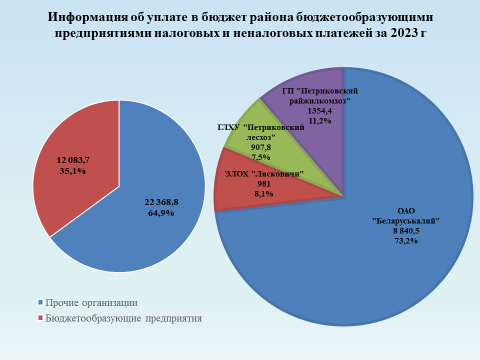 Информация об уплате в бюджет района бюджетообразующими
предприятиями налоговых и неналоговых платежей за 2023 г
12 083,7
35,1%
22 368,8
64,9%
ГП "Петриковский
райжилкомхоз"
1354,4
11,2%
ГЛХУ "Петриковский
лесхоз"
907,8
7,5%
ЭЛОХ "Лясковичи"
981
8,1%
ОАО
"Беларуськалий"
8 840,5
73,2%
Прочие организации
Бюджетообразующие предприятия